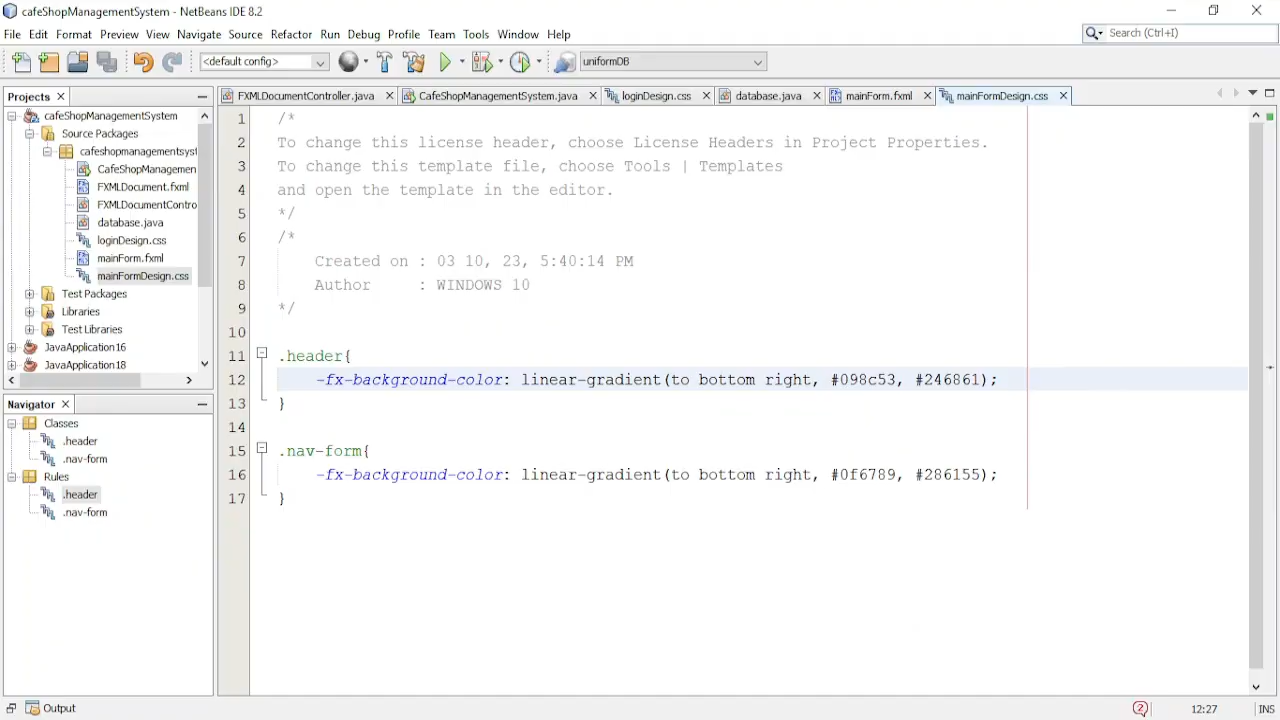 cafeShopManagementSystem - NetBeans IDE 8.2
File Edit Format Preview View Navigate Source Refactor Run Debug Profile Team Tools Window Help
Search (Ctrl+I)
<default config>
uniformDB
Projects
FXMLDocumentController.java CafeShopManagementSystem.java loginDesign.css database.java mainForm.fxml mainFormDesign.css
cafeShopManagementSystem
Source Packages
cafeshopmanagementsyst
CafeShopManagemen
FXMLDocument.fxml
FXMLDocumentContro
database.java
loginDesign.css
mainForm.fxml
mainFormDesign.css
Test Packages
Libraries
Test Libraries
JavaApplication16
JavaApplication18
Navigator
Classes
.header
.nav-form
Rules
.header
.nav-form
1 /*
2 To change this license header, choose License Headers in Project Properties.
3 To change this template file, choose Tools | Templates
4 and open the template in the editor.
5 */
6 /*
7 Created on : 03 10, 23, 5:40:14 PM
8 Author : WINDOWS 10
9 */
10
11 .header{
12 -fx-background-color: linear-gradient(to bottom right, #098c53, #246861);
13 }
14
15 .nav-form{
16 -fx-background-color: linear-gradient(to bottom right, #0f6789, #286155);
17 }
Output
2
12:27
INS